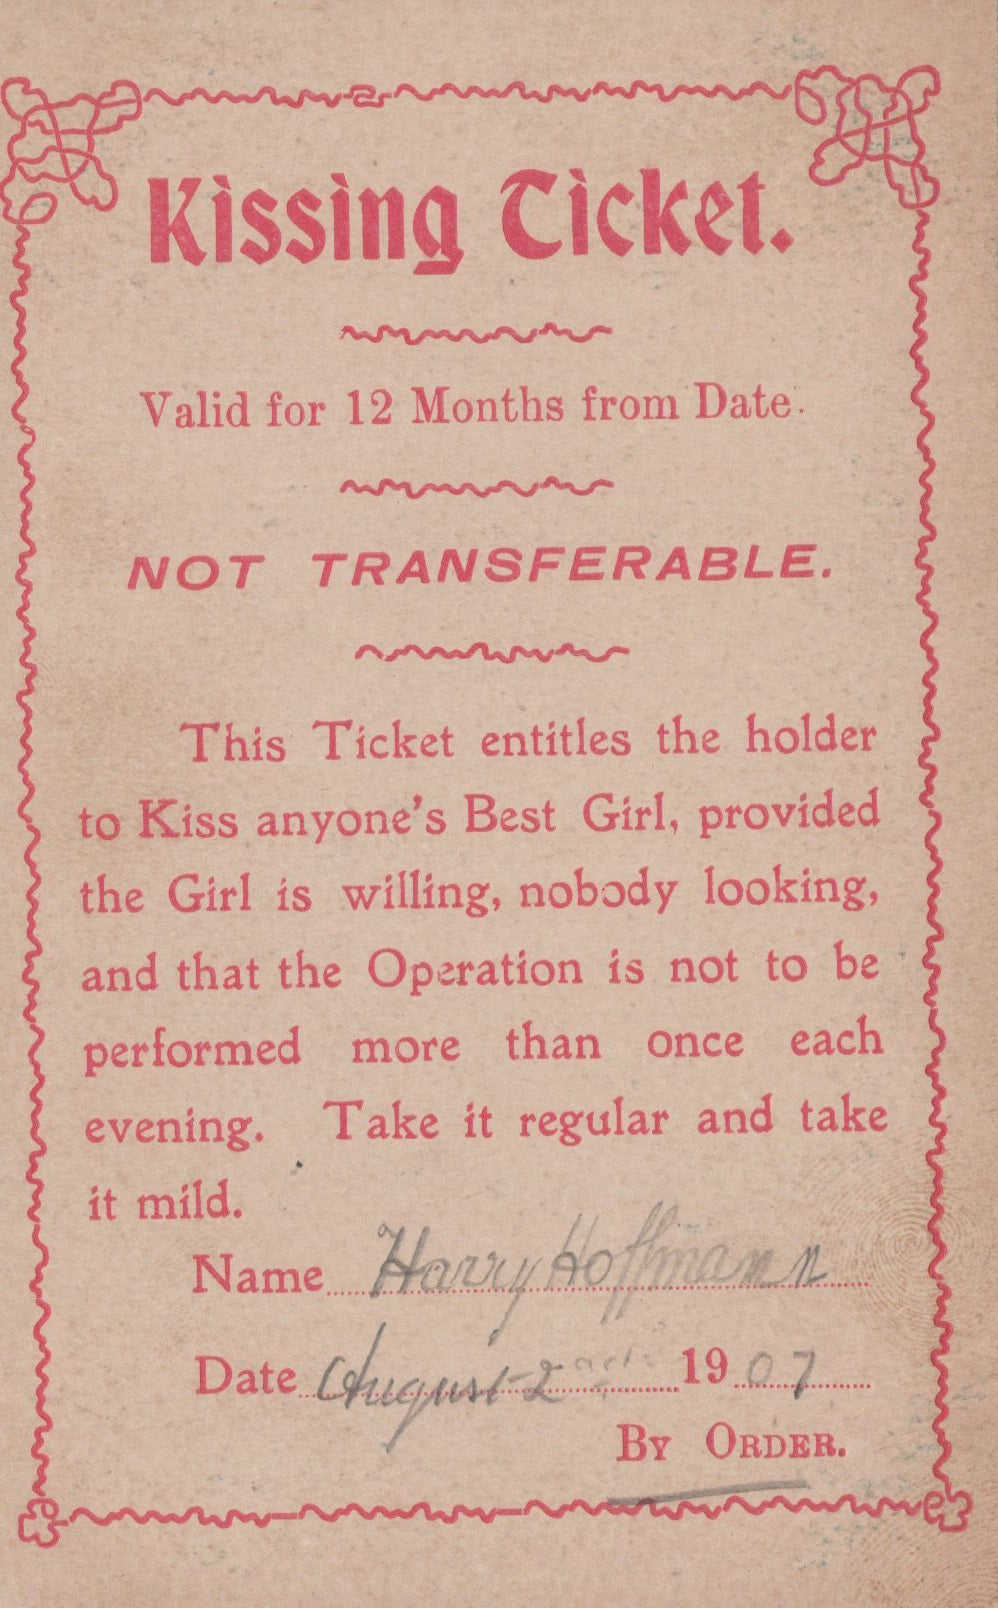 Kissing Ticket.
Valid for 12 Months from Date.
NOT TRANSFERABLE.
This Ticket entitles the holder
to Kiss anyone's Best Girl, provided
the Girl is willing, nobody looking,
and that the Operation is not to be
performed more than once each
evening. Take it regular and take
it mild.
Name Harry Hoffmann
Date August 2 1907
By Order.